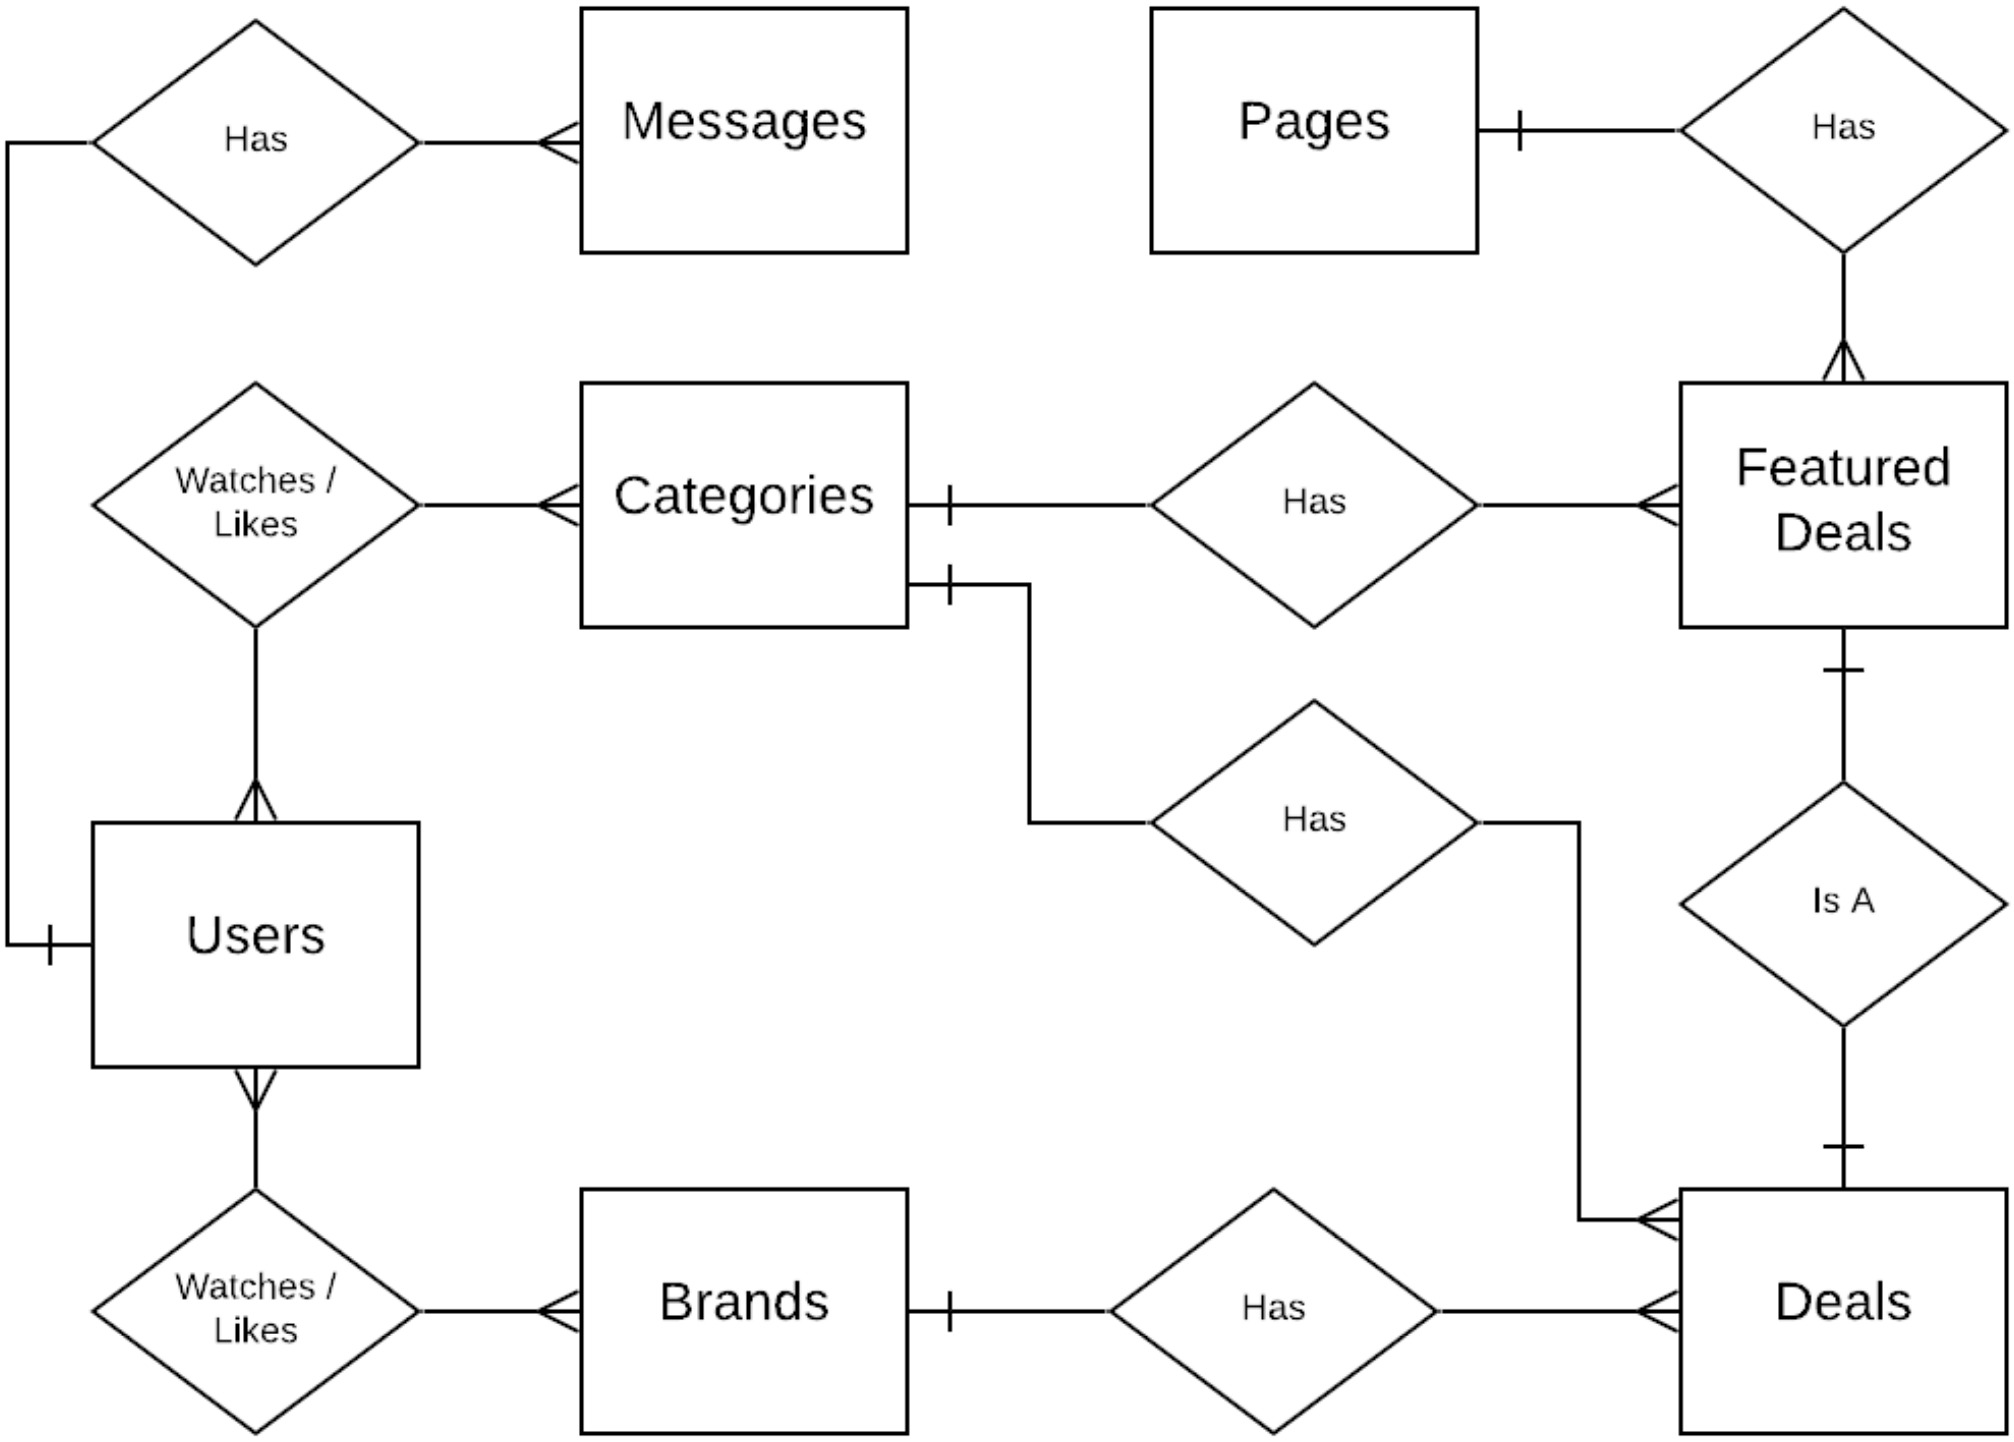 Has
Messages
Pages
Has
Watches /
Likes
Categories
Has
Featured
Deals
Has
Is A
Users
Watches /
Likes
Brands
Has
Deals